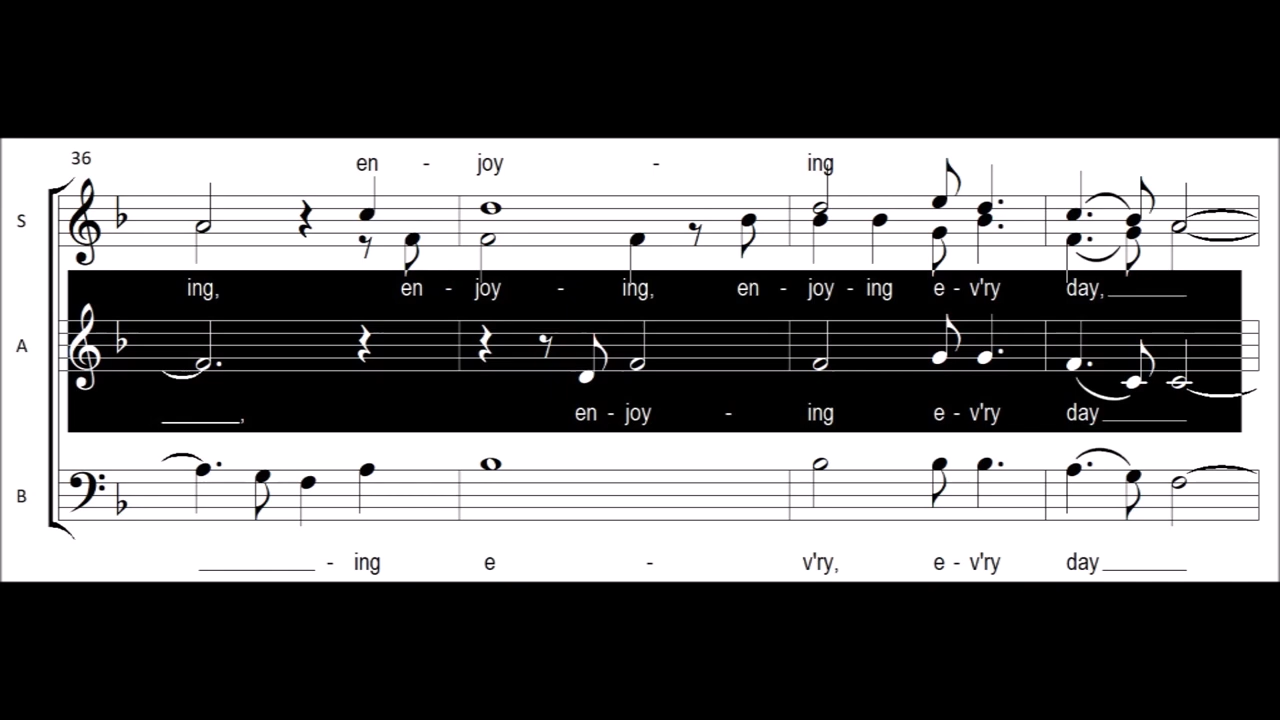 36
en - joy - ing
S
ing, en - joy - ing, en - joy - ing e - v'ry day,
A
, en - joy - ing e - v'ry day
B
- ing e - v'ry, e - v'ry day